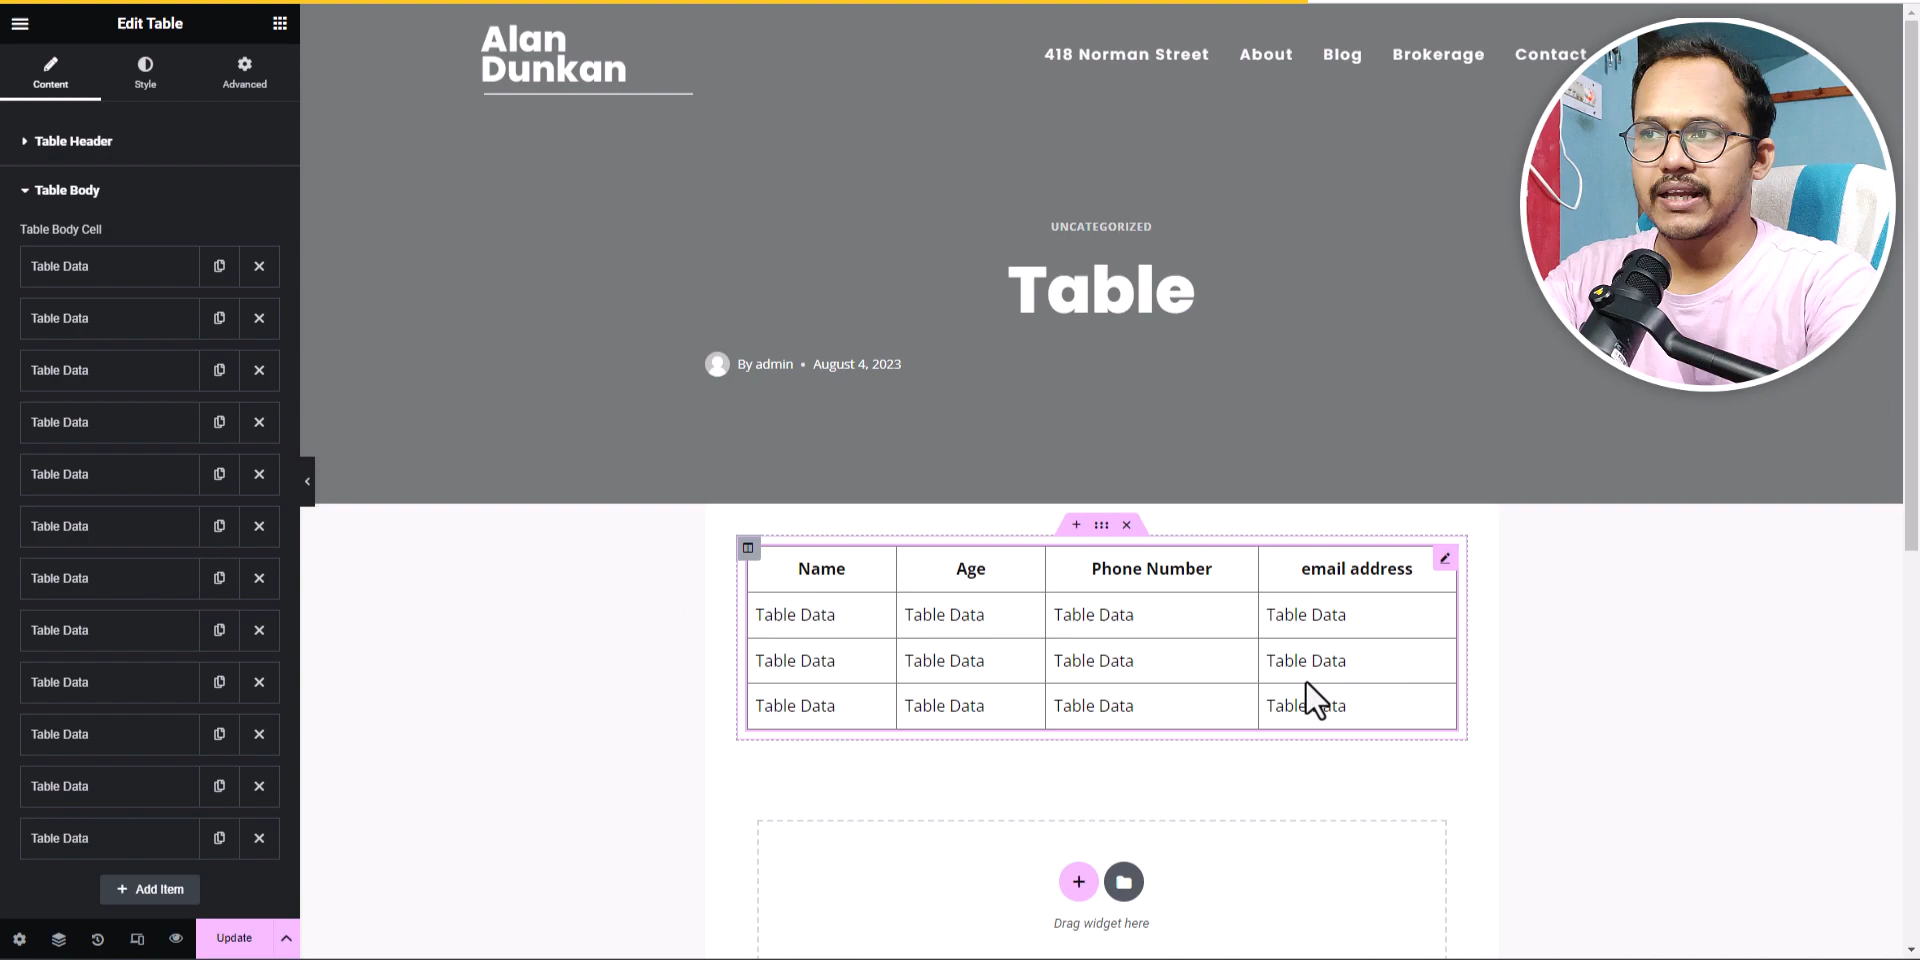 Edit Table
Content
Style
Advanced
Table Header
Table Body
Table Body Cell
Table Data
Table Data
Table Data
Table Data
Table Data
Table Data
Table Data
Table Data
Table Data
Table Data
Table Data
Table Data
Add Item
Update
Alan
Dunkan
418 Norman Street
About
Blog
Brokerage
Contact
UNCATEGORIZED
Table
By admin • August 4, 2023
Name Age Phone Number email address
Table Data Table Data Table Data Table Data
Table Data Table Data Table Data Table Data
Table Data Table Data Table Data Table Data
Drag widget here